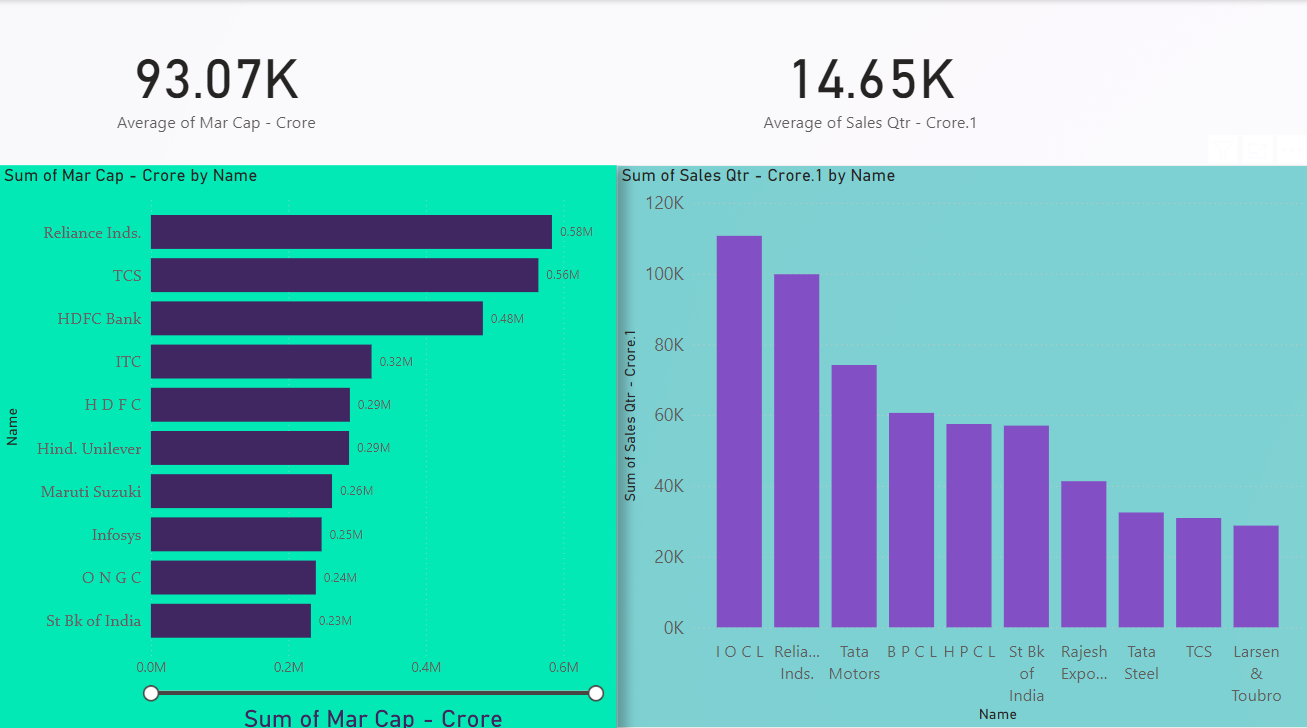 93.07K
Average of Mar Cap - Crore
14.65K
Average of Sales Qtr - Crore.1
Sum of Mar Cap - Crore by Name
Name
Reliance Inds. 0.58M
TCS 0.56M
HDFC Bank 0.48M
ITC 0.32M
H D F C 0.29M
Hind. Unilever 0.29M
Maruti Suzuki 0.26M
Infosys 0.25M
O N G C 0.24M
St Bk of India 0.23M
0.0M 0.2M 0.4M 0.6M
Sum of Mar Cap - Crore
Sum of Sales Qtr - Crore.1 by Name
Sum of Sales Qtr - Crore.1
120K
100K
80K
60K
40K
20K
0K
I O C L Relia... Tata B P C L H P C L St Bk Rajesh Tata TCS Larsen
Inds. Motors of Expo... Steel &
India Toubro
Name